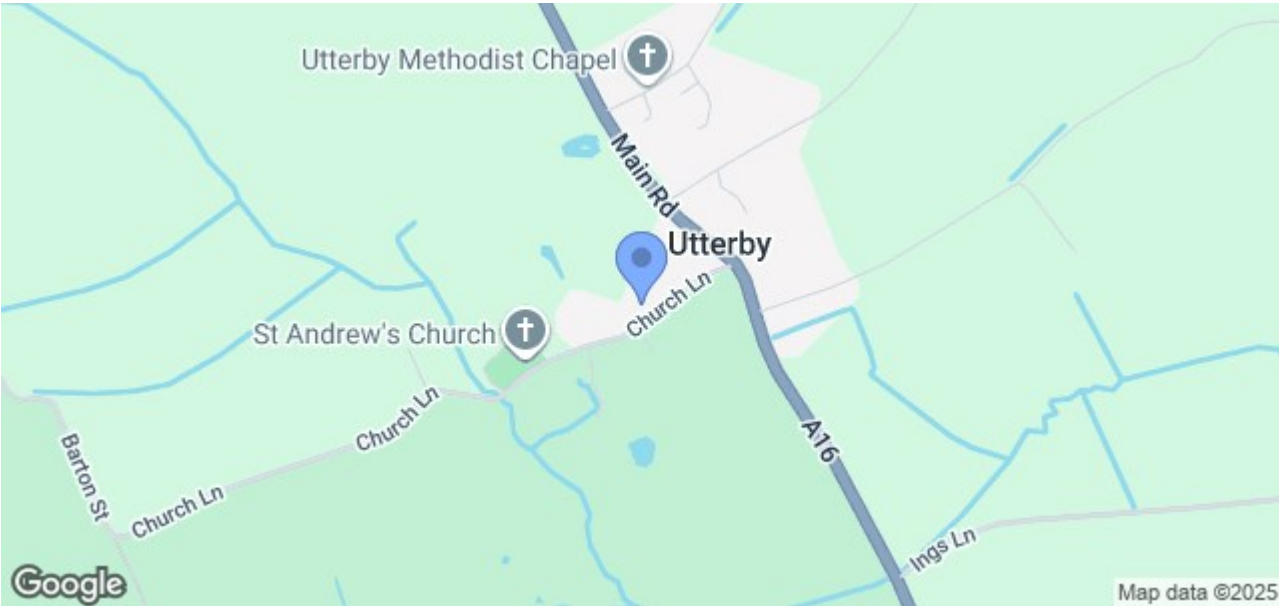 Utterby Methodist Chapel
Main Rd
Utterby
Church Ln
St Andrew's Church
Church Ln
Barton St
Church Ln
A16
Ings Ln
Google
Map data ©2025